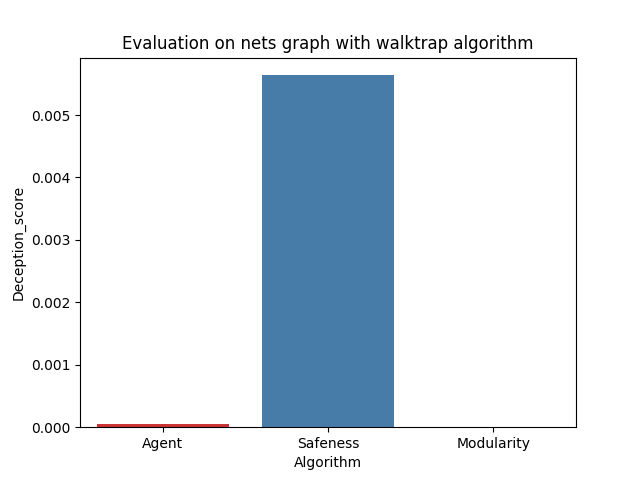 Evaluation on nets graph with walktrap algorithm
Deception_score
0.005
0.004
0.003
0.002
0.001
0.000
Agent
Safeness
Modularity
Algorithm